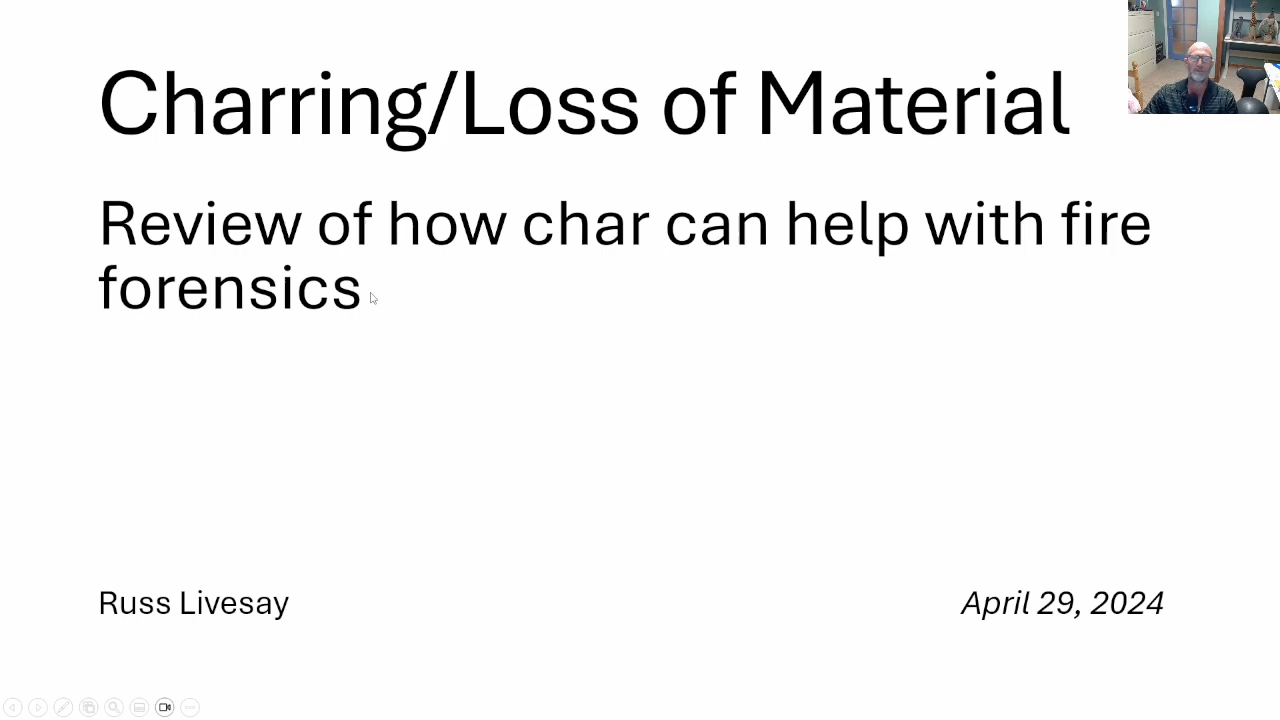 Charring/Loss of Material
Review of how char can help with fire
forensics
Russ Livesay
April 29, 2024